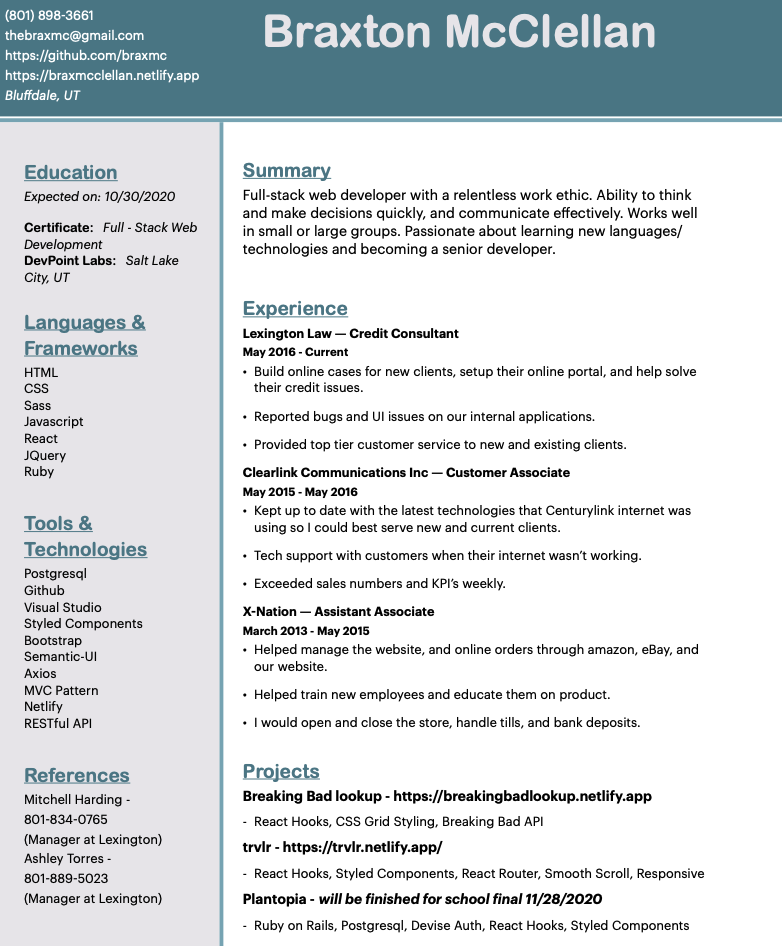 (801) 898-3661
thebraxmc@gmail.com
https://github.com/braxmc
https://braxmcclellan.netlify.app
Bluffdale, UT
Braxton McClellan
Education
Expected on: 10/30/2020
Certificate: Full - Stack Web
Development
DevPoint Labs: Salt Lake
City, UT
Languages &
Frameworks
HTML
CSS
Sass
Javascript
React
JQuery
Ruby
Tools &
Technologies
Postgresql
Github
Visual Studio
Styled Components
Bootstrap
Semantic-UI
Axios
MVC Pattern
Netlify
RESTful API
References
Mitchell Harding -
801-834-0765
(Manager at Lexington)
Ashley Torres -
801-889-5023
(Manager at Lexington)
Summary
Full-stack web developer with a relentless work ethic. Ability to think
and make decisions quickly, and communicate effectively. Works well
in small or large groups. Passionate about learning new languages/
technologies and becoming a senior developer.
Experience
Lexington Law — Credit Consultant
May 2016 - Current
• Build online cases for new clients, setup their online portal, and help solve
their credit issues.
• Reported bugs and UI issues on our internal applications.
• Provided top tier customer service to new and existing clients.
Clearlink Communications Inc — Customer Associate
May 2015 - May 2016
• Kept up to date with the latest technologies that Centurylink internet was
using so I could best serve new and current clients.
• Tech support with customers when their internet wasn’t working.
• Exceeded sales numbers and KPI’s weekly.
X-Nation — Assistant Associate
March 2013 - May 2015
• Helped manage the website, and online orders through amazon, eBay, and
our website.
• Helped train new employees and educate them on product.
• I would open and close the store, handle tills, and bank deposits.
Projects
Breaking Bad lookup - https://breakingbadlookup.netlify.app
- React Hooks, CSS Grid Styling, Breaking Bad API
trvlr - https://trvlr.netlify.app/
- React Hooks, Styled Components, React Router, Smooth Scroll, Responsive
Plantopia - will be finished for school final 11/28/2020
- Ruby on Rails, Postgresql, Devise Auth, React Hooks, Styled Components